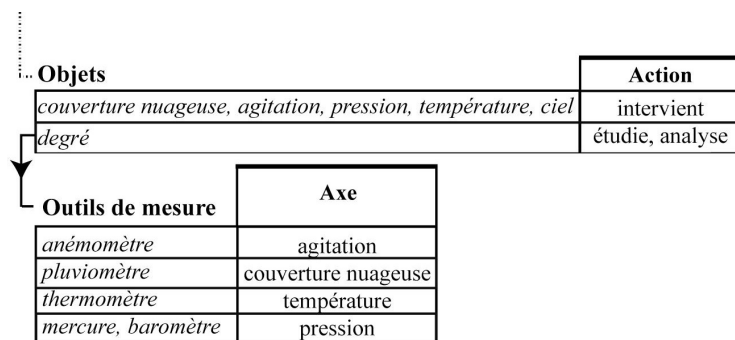 Objets Action
couverture nuageuse, agitation, pression, température, ciel intervient
degré étudie, analyse
Outils de mesure Axe
anémomètre agitation
pluviomètre couverture nuageuse
thermomètre température
mercure, baromètre pression